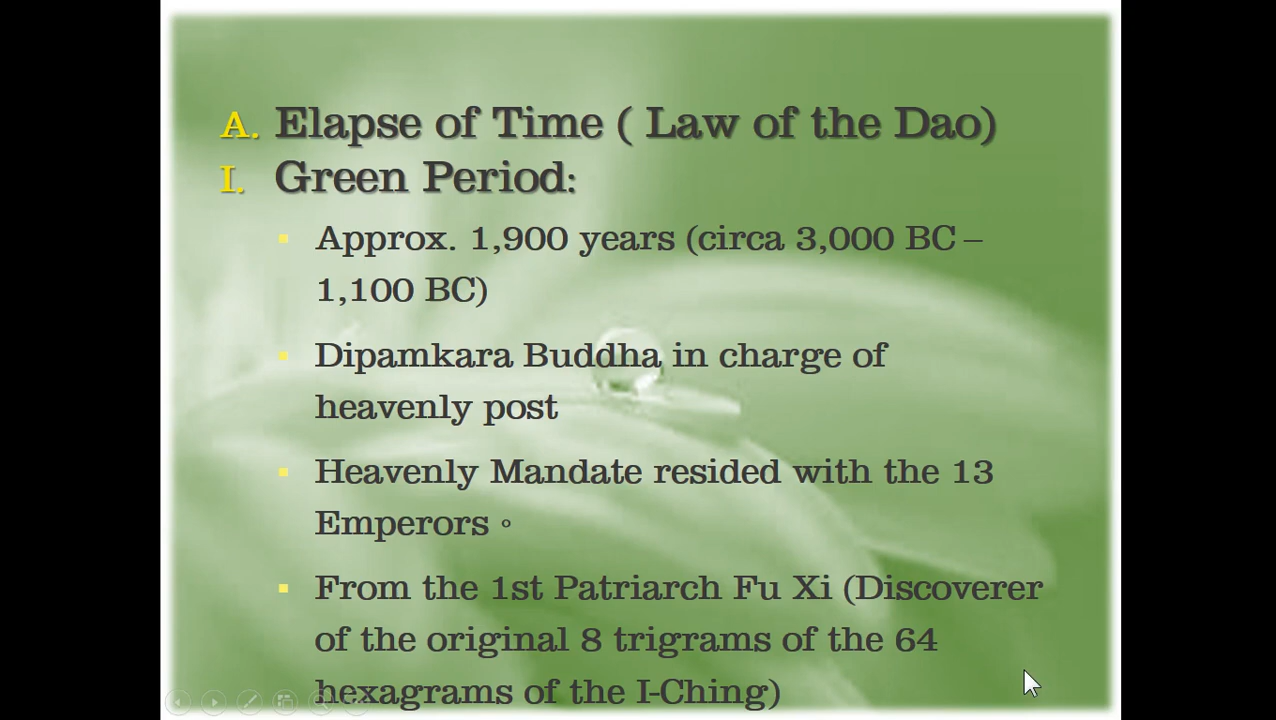 A. Elapse of Time ( Law of the Dao)
I. Green Period:
▪ Approx. 1,900 years (circa 3,000 BC –
1,100 BC)
▪ Dipamkara Buddha in charge of
heavenly post
▪ Heavenly Mandate resided with the 13
Emperors。
▪ From the 1st Patriarch Fu Xi (Discoverer
of the original 8 trigrams of the 64
hexagrams of the I-Ching)